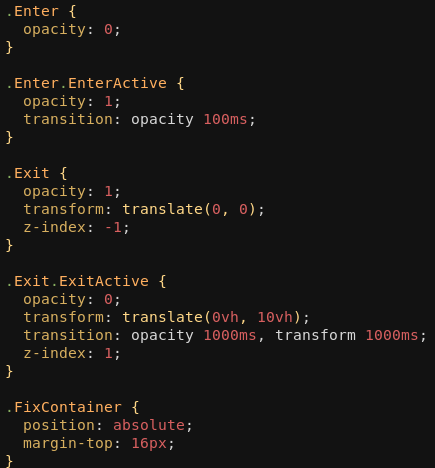 .Enter {
  opacity: 0;
}

.Enter.EnterActive {
  opacity: 1;
  transition: opacity 100ms;
}

.Exit {
  opacity: 1;
  transform: translate(0, 0);
  z-index: -1;
}

.Exit.ExitActive {
  opacity: 0;
  transform: translate(0vh, 10vh);
  transition: opacity 1000ms, transform 1000ms;
  z-index: 1;
}

.FixContainer {
  position: absolute;
  margin-top: 16px;
}